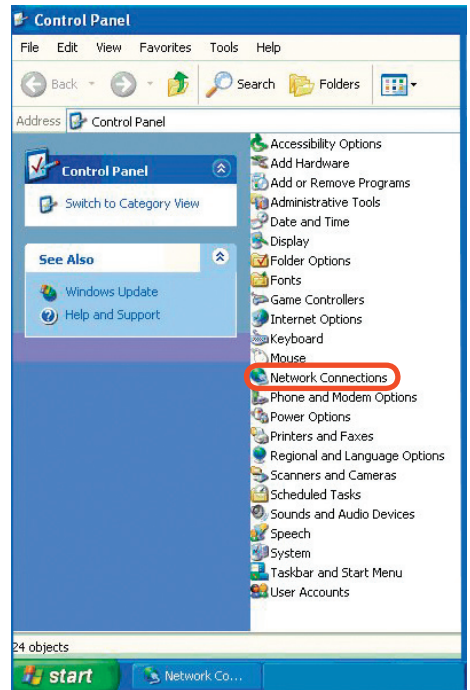 Control Panel
File Edit View Favorites Tools Help
Back Search Folders
Address Control Panel
Control Panel
Switch to Category View
See Also
Windows Update
Help and Support
Accessibility Options
Add Hardware
Add or Remove Programs
Administrative Tools
Date and Time
Display
Folder Options
Fonts
Game Controllers
Internet Options
Keyboard
Mouse
Network Connections
Phone and Modem Options
Power Options
Printers and Faxes
Regional and Language Options
Scanners and Cameras
Scheduled Tasks
Sounds and Audio Devices
Speech
System
Taskbar and Start Menu
User Accounts
24 objects
start Network Co...